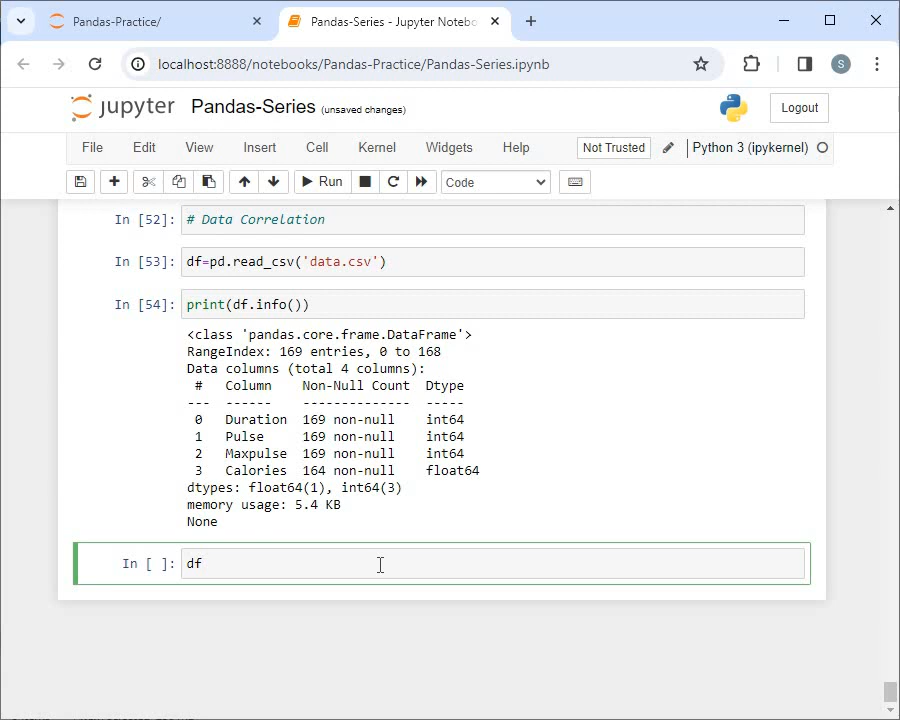 Pandas-Practice/
Pandas-Series - Jupyter Notebo
localhost:8888/notebooks/Pandas-Practice/Pandas-Series.ipynb
S
jupyter Pandas-Series (unsaved changes)
Logout
File Edit View Insert Cell Kernel Widgets Help Not Trusted Python 3 (ipykernel)
Run Code
In [52]: # Data Correlation
In [53]: df=pd.read_csv('data.csv')
In [54]: print(df.info())
<class 'pandas.core.frame.DataFrame'>
RangeIndex: 169 entries, 0 to 168
Data columns (total 4 columns):
 #   Column    Non-Null Count  Dtype
---  ------    --------------  -----
 0   Duration  169 non-null    int64
 1   Pulse     169 non-null    int64
 2   Maxpulse  169 non-null    int64
 3   Calories  164 non-null    float64
dtypes: float64(1), int64(3)
memory usage: 5.4 KB
None
In [ ]: df